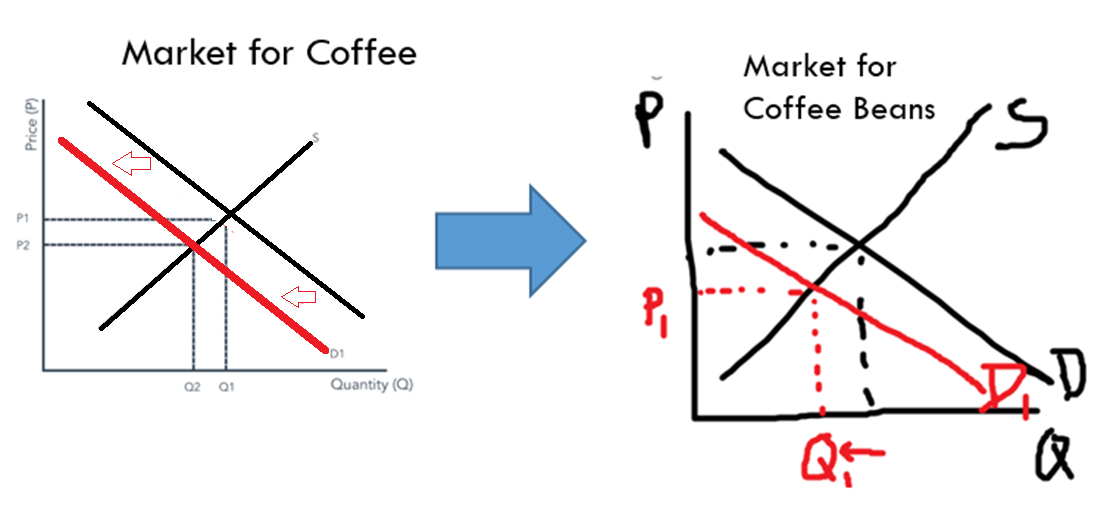 Market for Coffee
Price (P)
S
P1
P2
D1
Q2
Q1
Quantity (Q)
Market for
Coffee Beans
P
S
P1
D
D1
Q1
Q